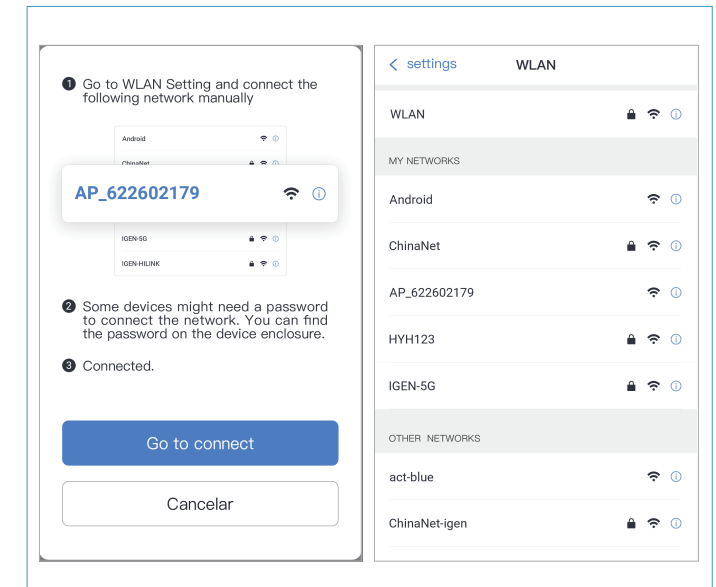 1 Go to WLAN Setting and connect the
following network manually
Android
ChinaNet
AP_622602179
IGEN-5G
IGEN-HILINK
2 Some devices might need a password
to connect the network. You can find
the password on the device enclosure.
3 Connected.
Go to connect
Cancelar
settings WLAN
WLAN
MY NETWORKS
Android
ChinaNet
AP_622602179
HYH123
IGEN-5G
OTHER NETWORKS
act-blue
ChinaNet-igen